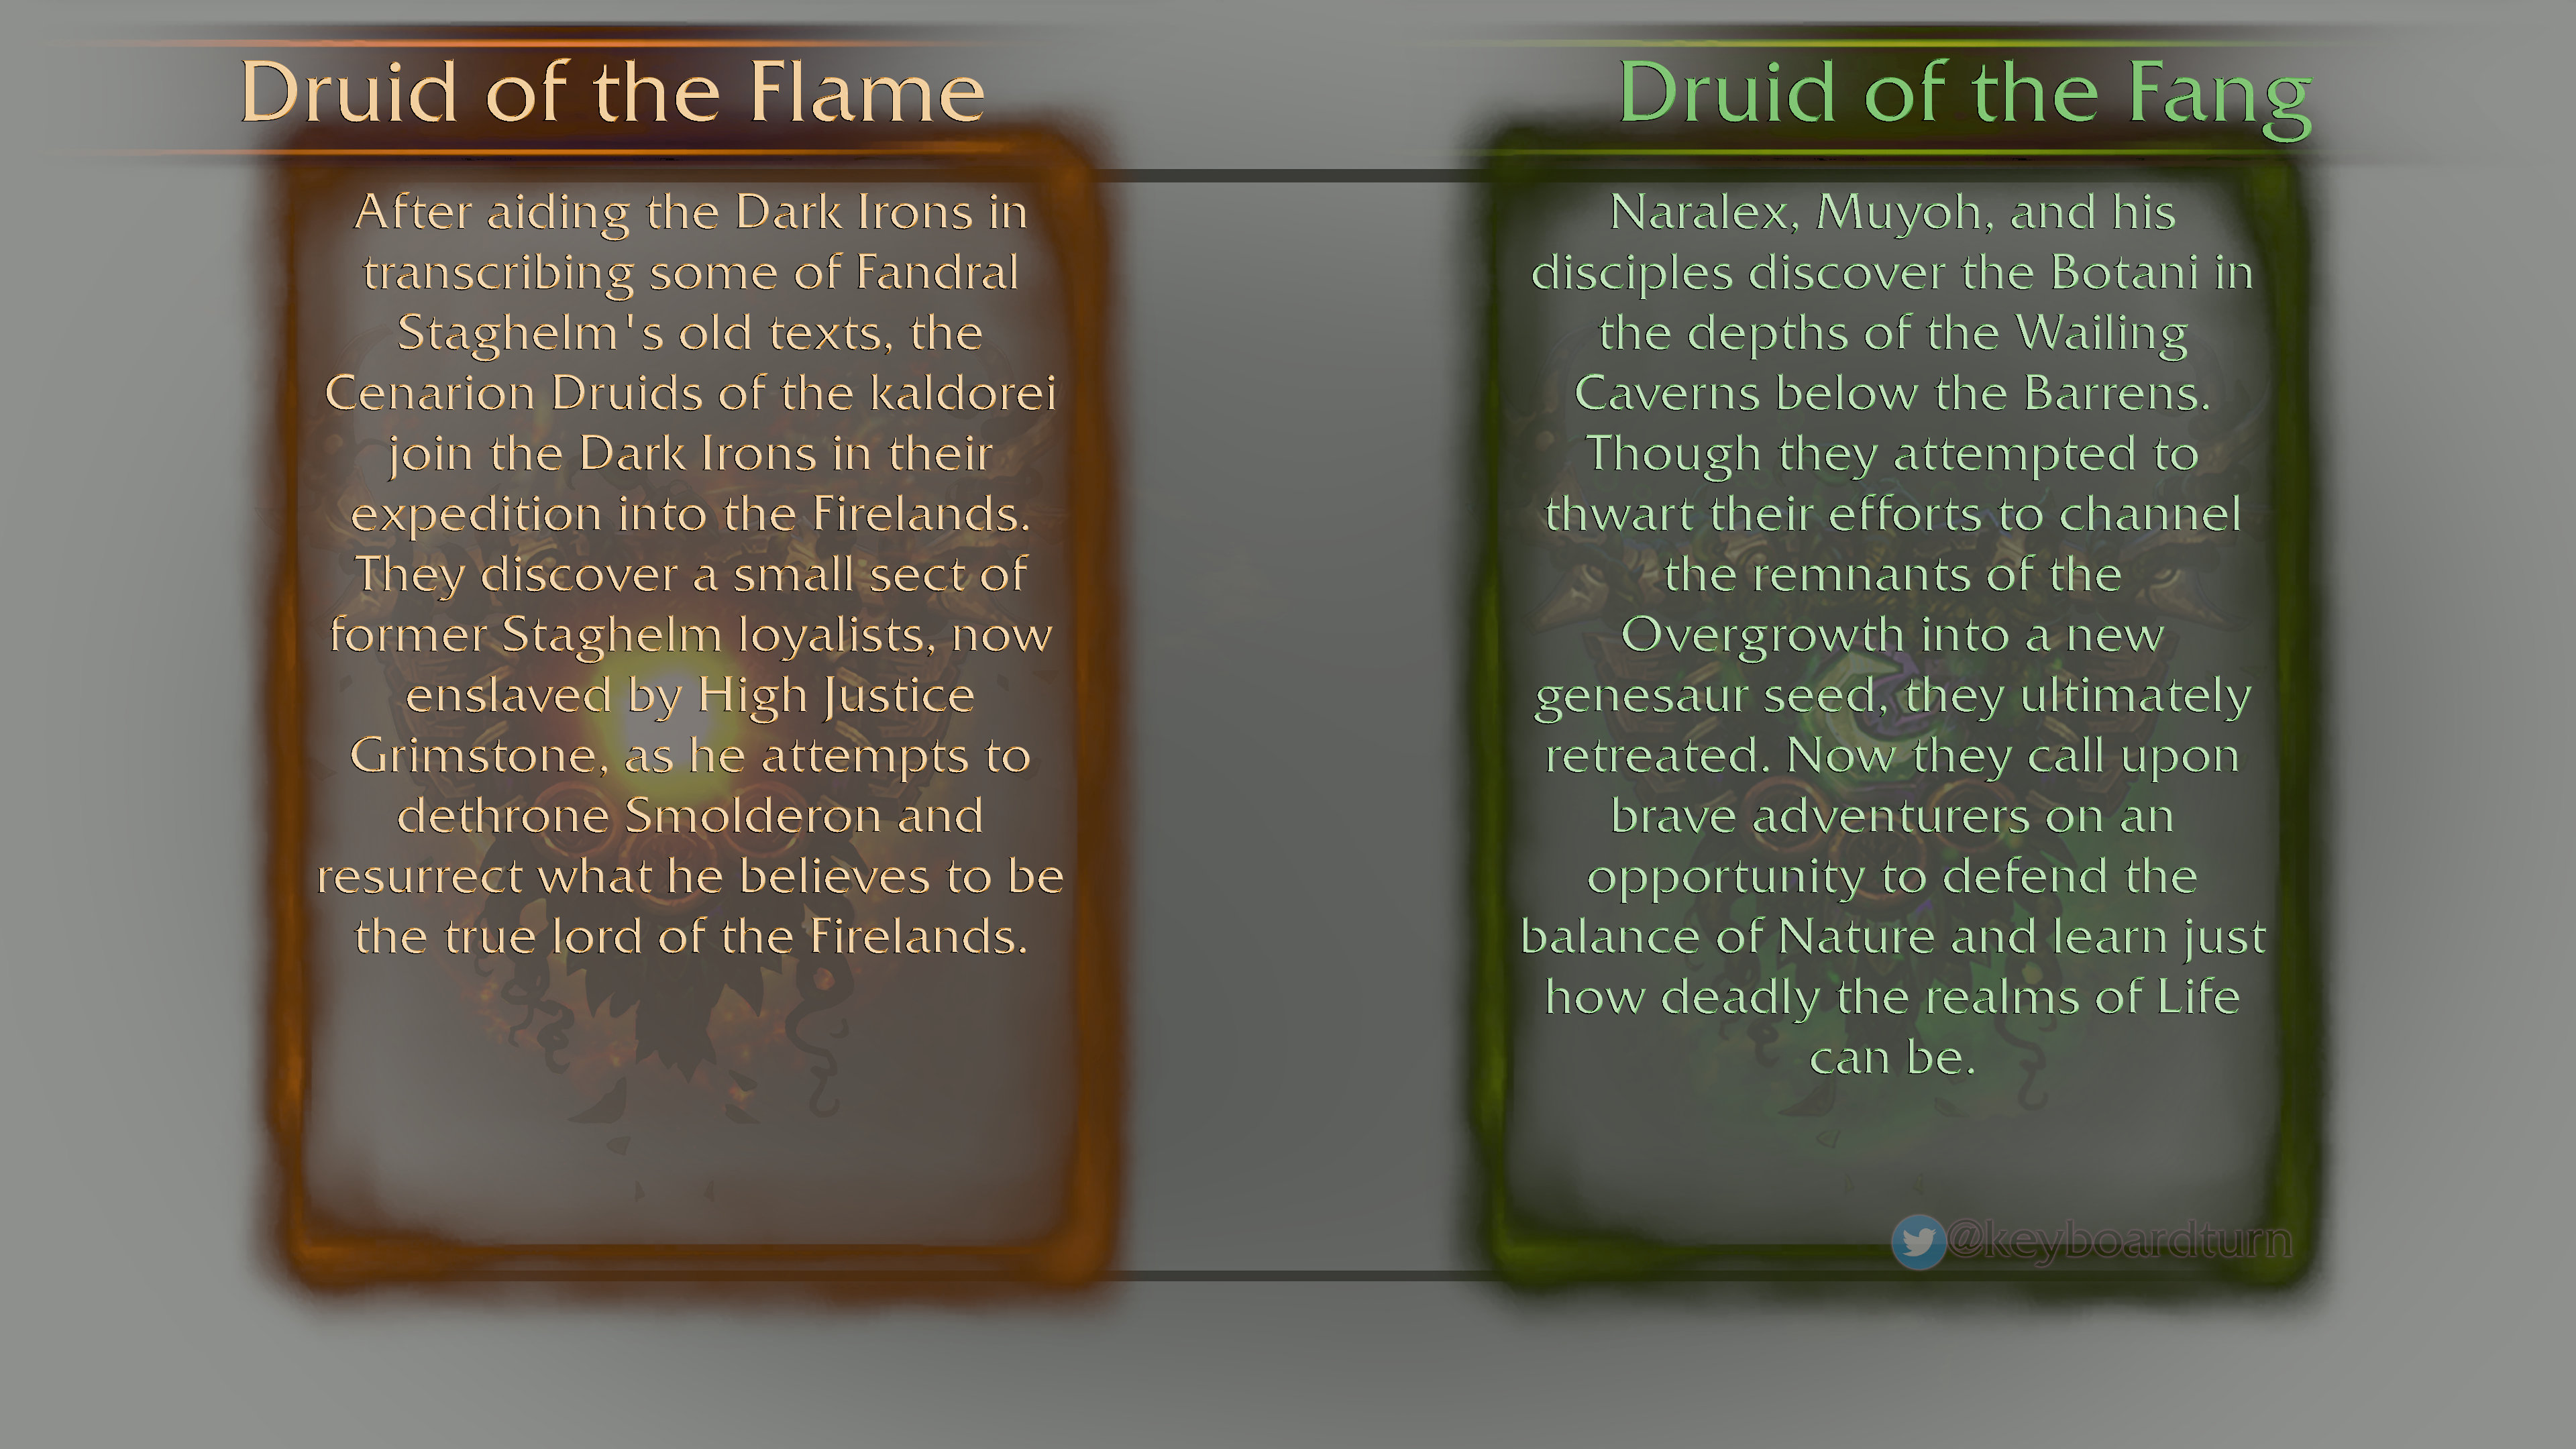 Druid of the Flame
After aiding the Dark Irons in
transcribing some of Fandral
Staghelm's old texts, the
Cenarion Druids of the kaldorei
join the Dark Irons in their
expedition into the Firelands.
They discover a small sect of
former Staghelm loyalists, now
enslaved by High Justice
Grimstone, as he attempts to
dethrone Smolderon and
resurrect what he believes to be
the true lord of the Firelands.
Druid of the Fang
Naralex, Muyoh, and his
disciples discover the Botani in
the depths of the Wailing
Caverns below the Barrens.
Though they attempted to
thwart their efforts to channel
the remnants of the
Overgrowth into a new
genesaur seed, they ultimately
retreated. Now they call upon
brave adventurers on an
opportunity to defend the
balance of Nature and learn just
how deadly the realms of Life
can be.
@keyboardturn